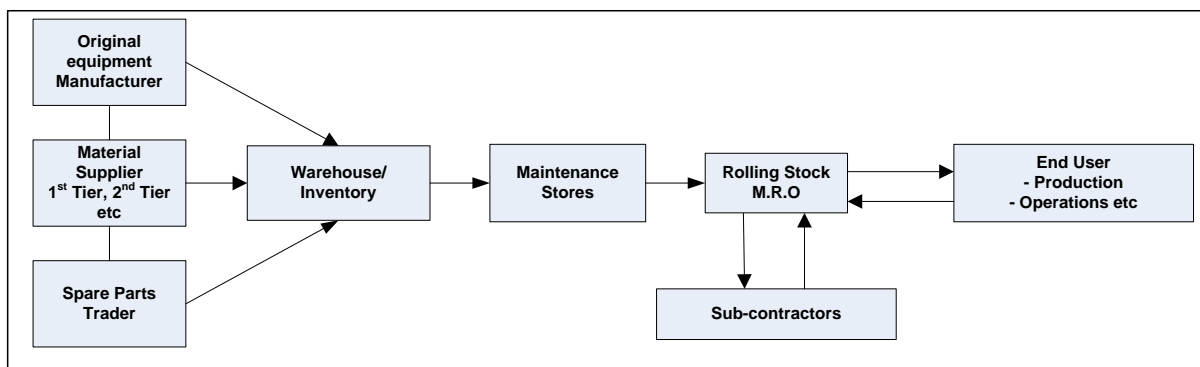 Original
equipment
Manufacturer
Material
Supplier
1st Tier, 2nd Tier
etc
Spare Parts
Trader
Warehouse/
Inventory
Maintenance
Stores
Rolling Stock
M.R.O
End User
- Production
- Operations etc
Sub-contractors